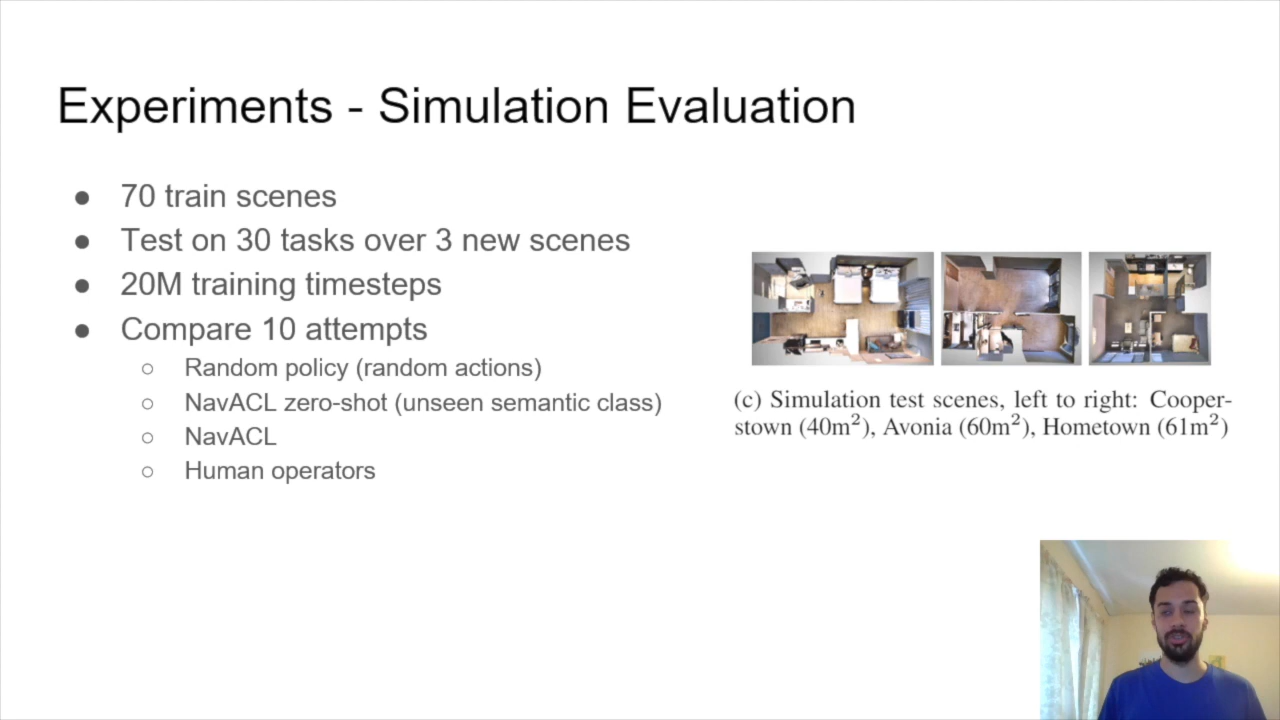 Experiments - Simulation Evaluation
● 70 train scenes
● Test on 30 tasks over 3 new scenes
● 20M training timesteps
● Compare 10 attempts
○ Random policy (random actions)
○ NavACL zero-shot (unseen semantic class)
○ NavACL
○ Human operators
(c) Simulation test scenes, left to right: Cooper-
stown (40m²), Avonia (60m²), Hometown (61m²)